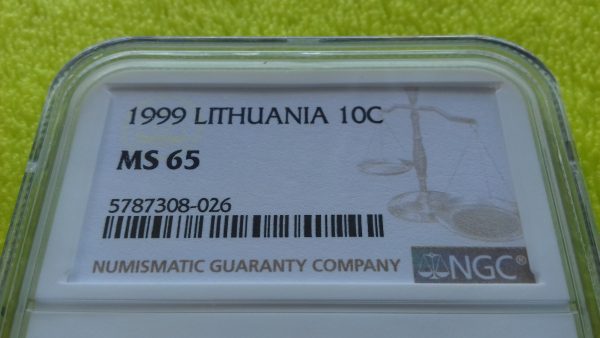 1999 LITHUANIA 10C
MS 65
5787308-026
NUMISMATIC GUARANTY COMPANY NGC®